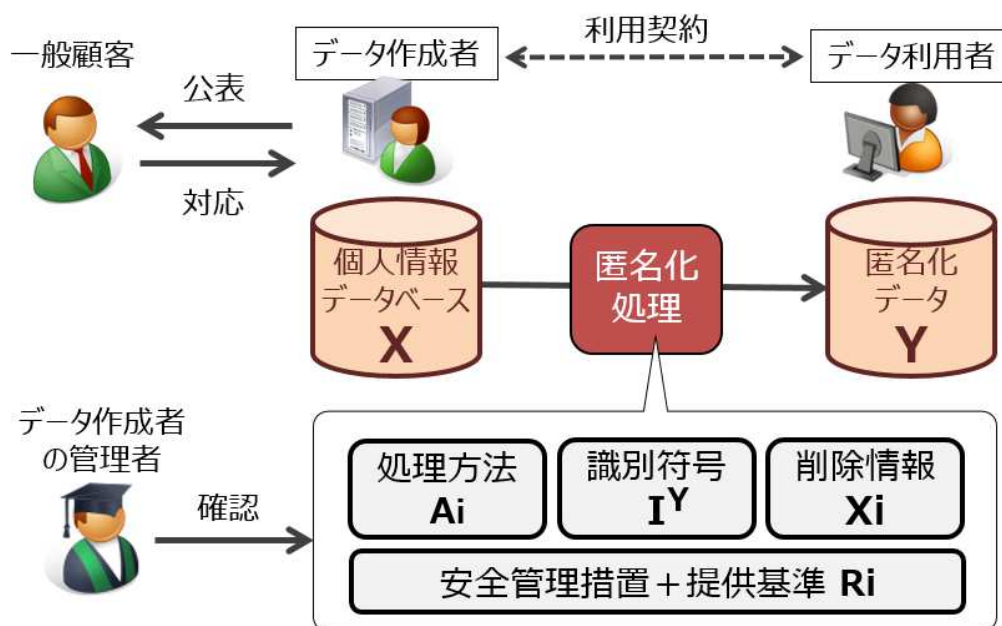 一般顧客
データ作成者
利用契約
データ利用者
公表
対応
個人情報
データベース
X
匿名化
処理
匿名化
データ
Y
データ作成者
の管理者
確認
処理方法
Ai
識別符号
I^Y
削除情報
Xi
安全管理措置＋提供基準 Ri